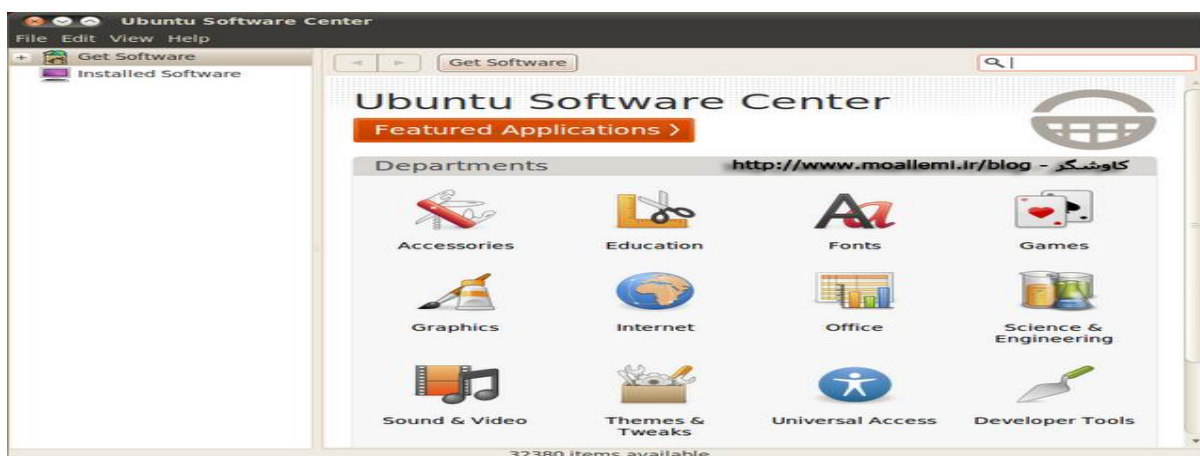 Ubuntu Software Center
File Edit View Help
Get Software
Installed Software
Get Software
Ubuntu Software Center
Featured Applications >
Departments
http://www.moallemi.ir/blog - کاوشگر
Accessories
Education
Fonts
Games
Graphics
Internet
Office
Science &
Engineering
Sound & Video
Themes &
Tweaks
Universal Access
Developer Tools
32380 items available